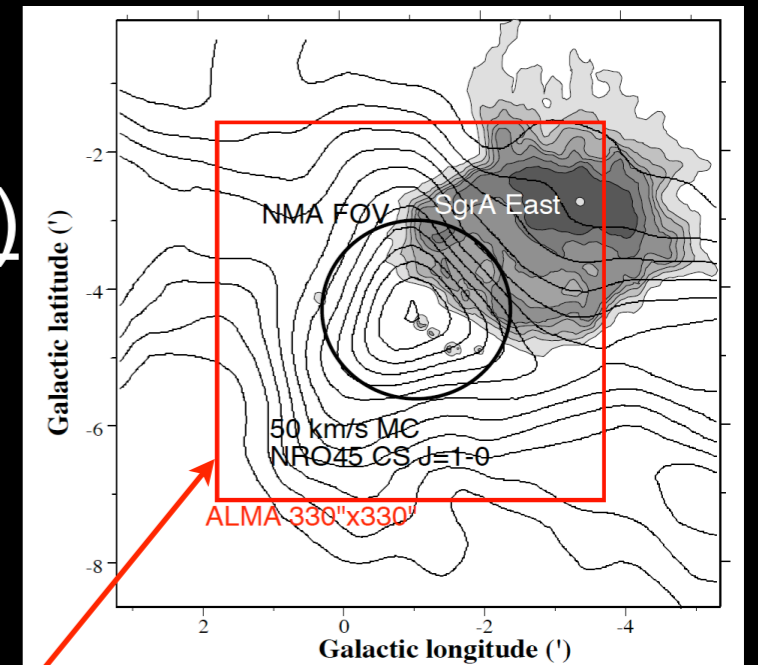 )
-2
-4
-6
-8
Galactic latitude (')
NMA FOV
SgrA East
50 km/s MC
NRO45 CS J=1-0
ALMA 330"x330"
2 0 -2 -4
Galactic longitude (')